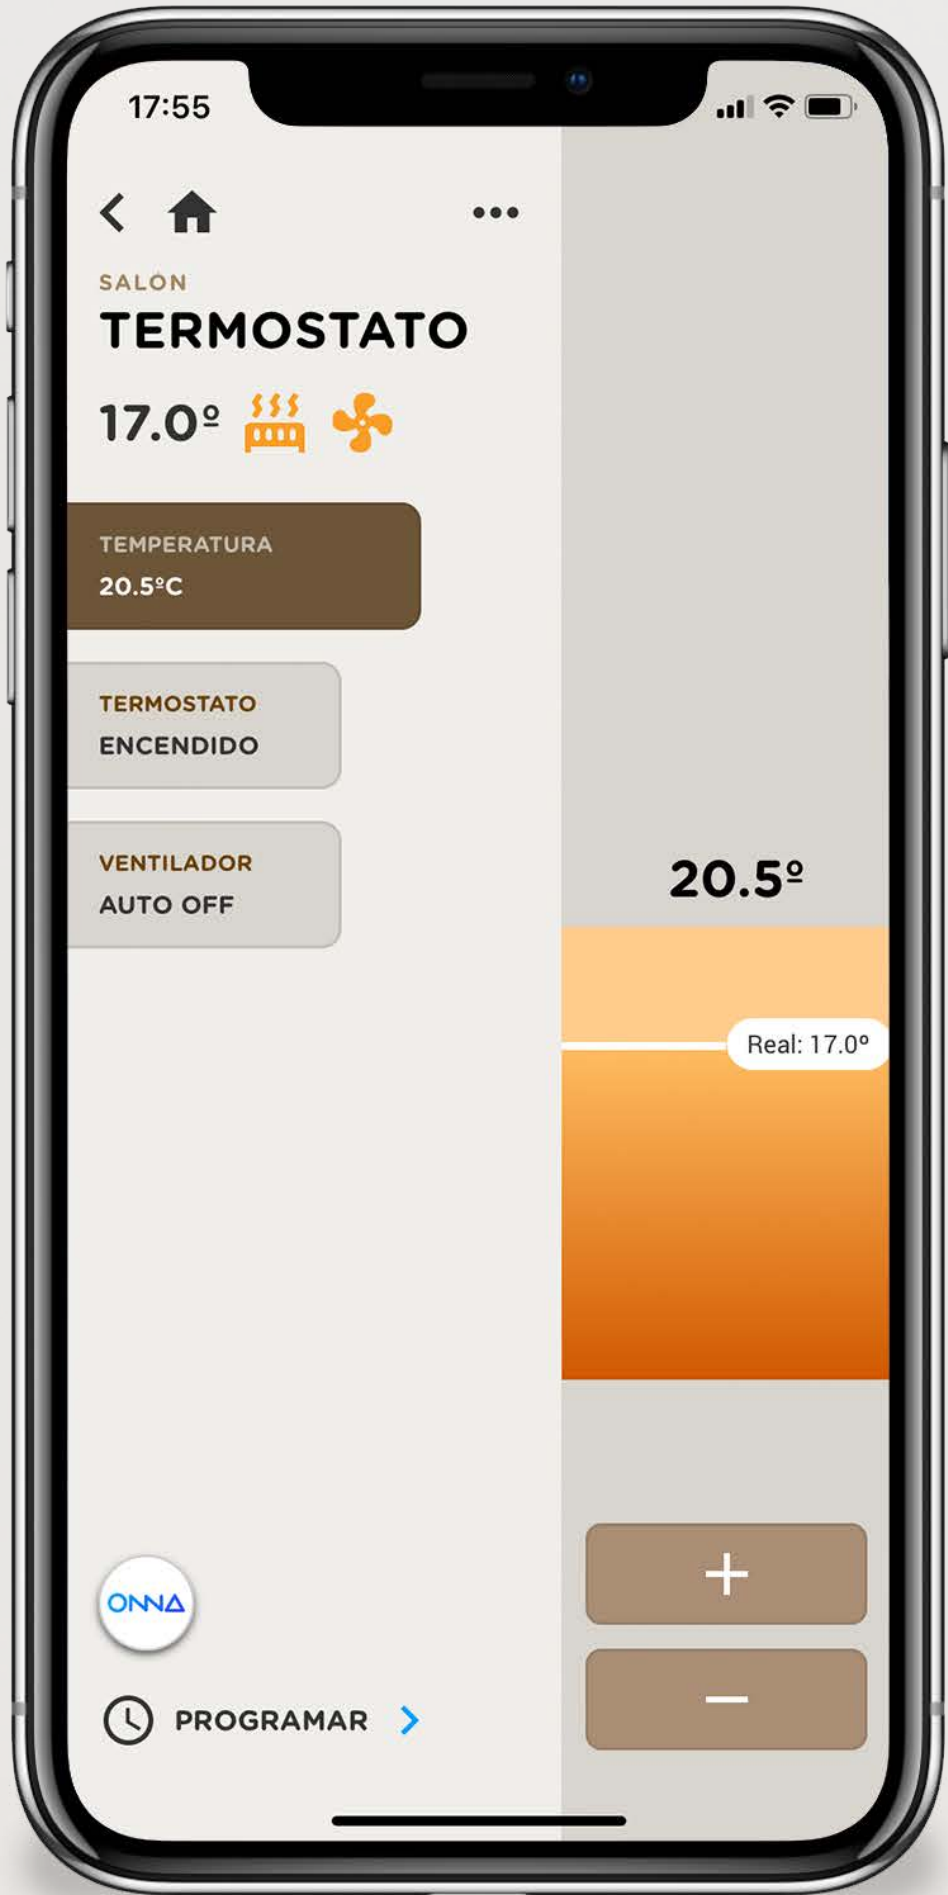 17:55
SALÓN
TERMOSTATO
17.0º
TEMPERATURA
20.5ºC
TERMOSTATO
ENCENDIDO
VENTILADOR
AUTO OFF
20.5º
Real: 17.0º
+
−
ONNA
PROGRAMAR